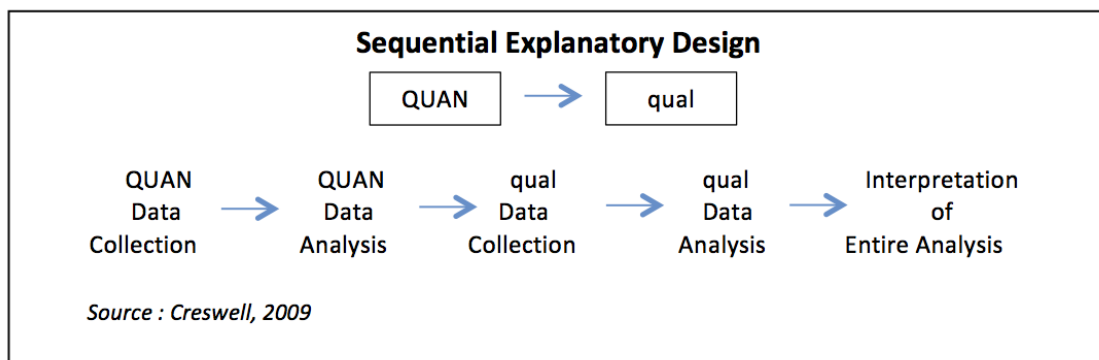 Sequential Explanatory Design
QUAN
qual
QUAN
Data
Collection
QUAN
Data
Analysis
qual
Data
Collection
qual
Data
Analysis
Interpretation
of
Entire Analysis
Source : Creswell, 2009